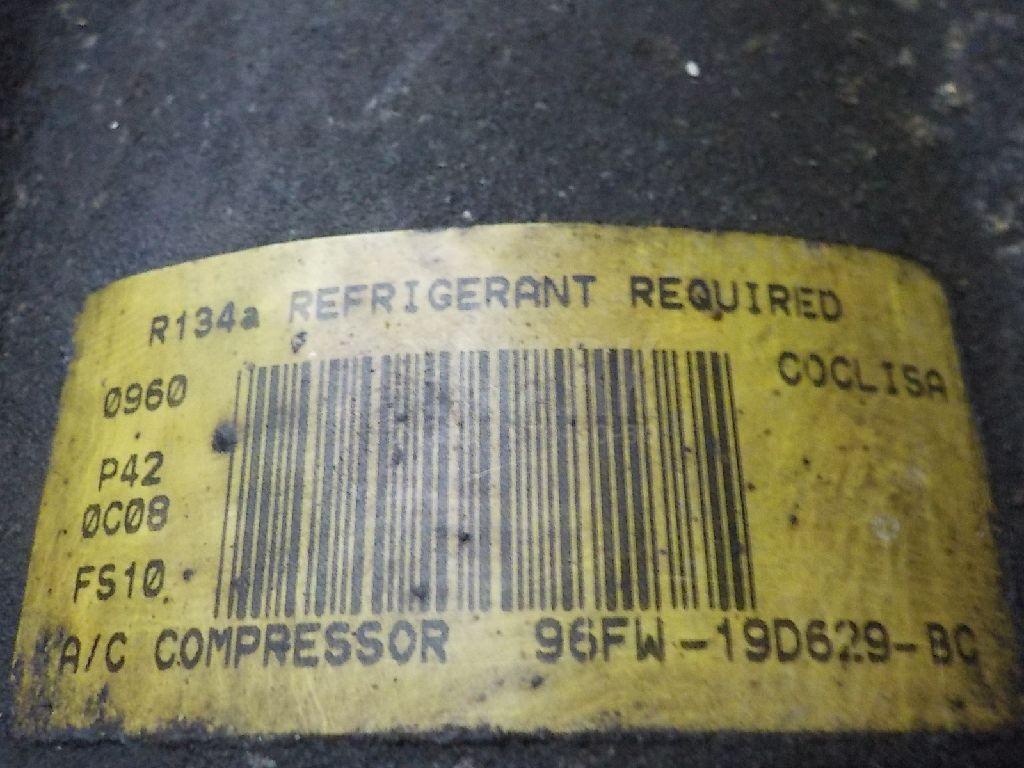 R134a REFRIGERANT REQUIRED
0960
COCLISA
P42
0C08
FS10
A/C COMPRESSOR 96FW-19D629-BC